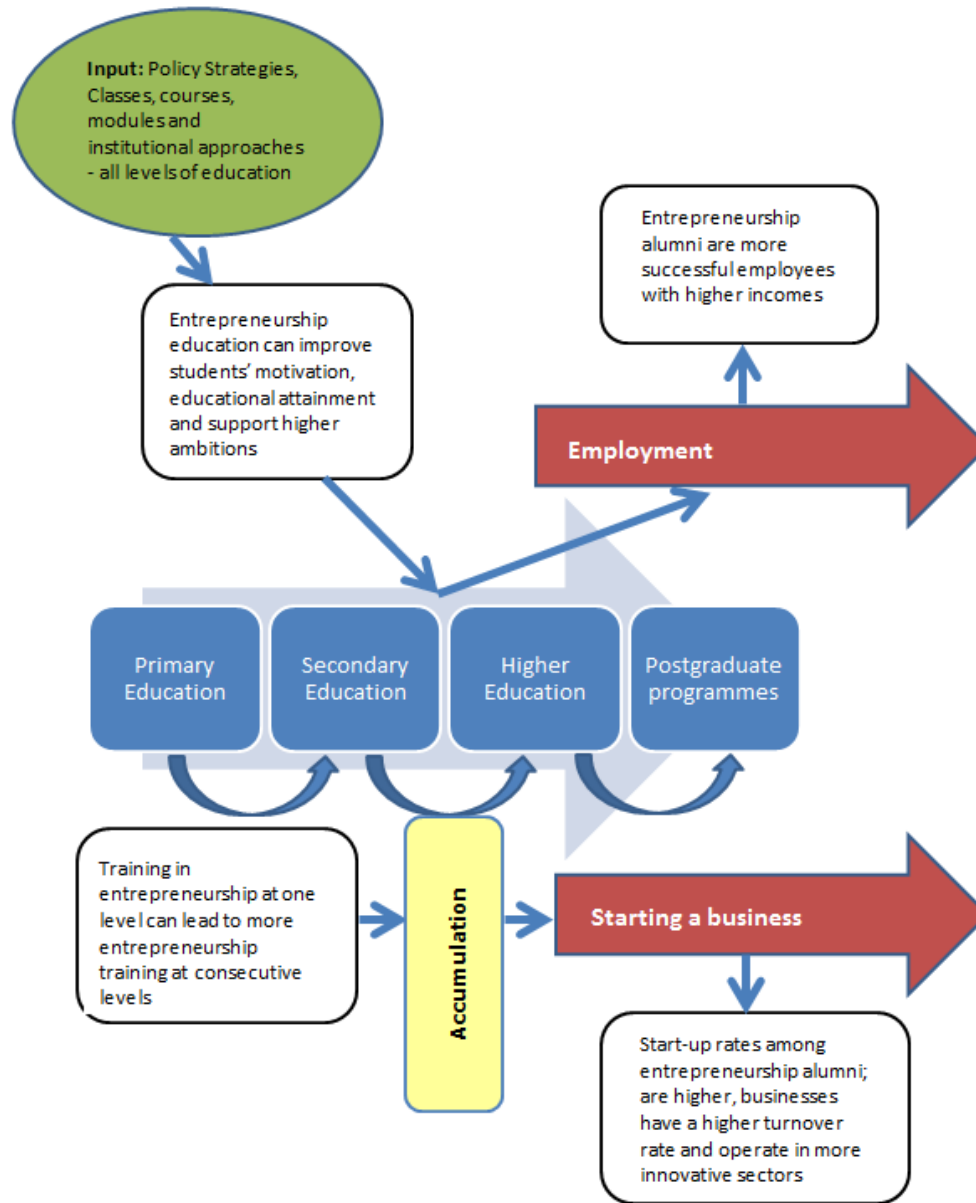 Input: Policy Strategies,
Classes, courses,
modules and
institutional approaches
- all levels of education
Entrepreneurship
alumni are more
successful employees
with higher incomes
Entrepreneurship
education can improve
students' motivation,
educational attainment
and support higher
ambitions
Employment
Primary
Education
Secondary
Education
Higher
Education
Postgraduate
programmes
Training in
entrepreneurship at one
level can lead to more
entrepreneurship
training at consecutive
levels
Accumulation
Starting a business
Start-up rates among
entrepreneurship alumni;
are higher, businesses
have a higher turnover
rate and operate in more
innovative sectors